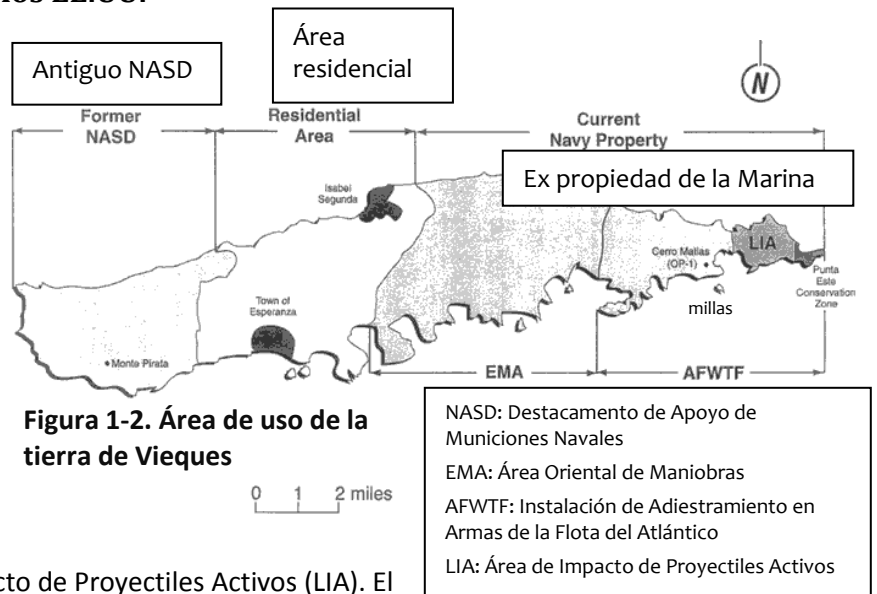 Área
residencial
Antiguo NASD
N
Former
NASD
Residential
Area
Current
Navy Property
Ex propiedad de la Marina
Isabel
Segunda
LIA
Cerro Matias
(OP-1)
Punta
Este
Conservation
Zone
millas
Town of
Esperanza
Monte Pirata
EMA
AFWTF
Figura 1-2. Área de uso de la
tierra de Vieques
0 1 2 miles
NASD: Destacamento de Apoyo de
Municiones Navales
EMA: Área Oriental de Maniobras
AFWTF: Instalación de Adiestramiento en
Armas de la Flota del Atlántico
LIA: Área de Impacto de Proyectiles Activos
cto de Proyectiles Activos (LIA). El